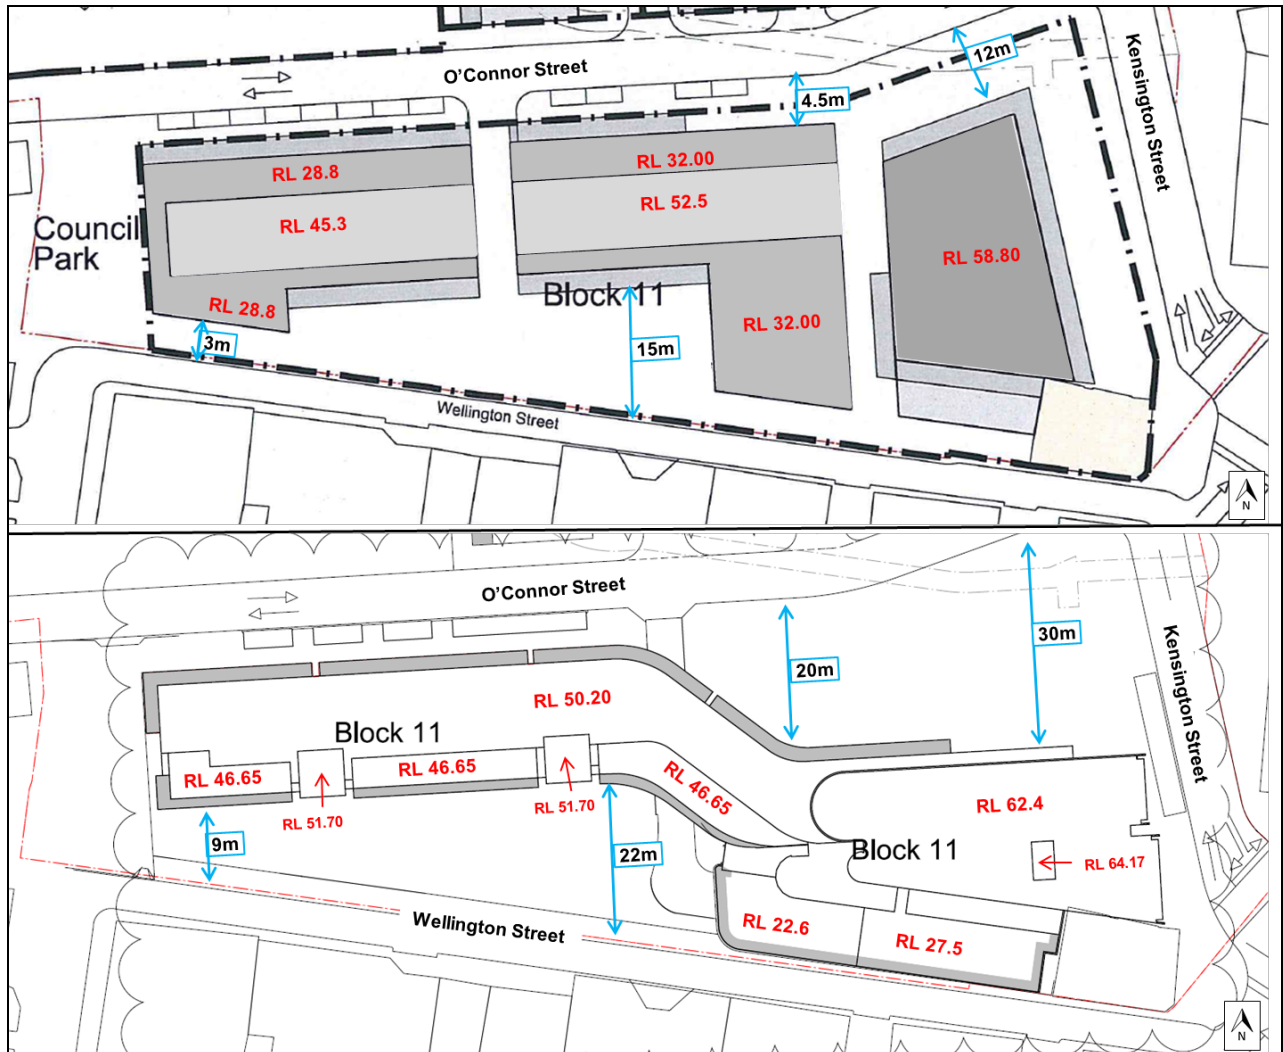 O'Connor Street
12m
Kensington Street
4.5m
RL 28.8
RL 32.00
RL 45.3
RL 52.5
Council
Park
RL 58.80
RL 28.8
Block 11
RL 32.00
3m
15m
Wellington Street
N
O'Connor Street
30m
Kensington Street
20m
RL 50.20
Block 11
RL 46.65
RL 46.65
RL 46.65
RL 51.70
RL 51.70
RL 62.4
9m
22m
Block 11
RL 64.17
Wellington Street
RL 22.6
RL 27.5
N